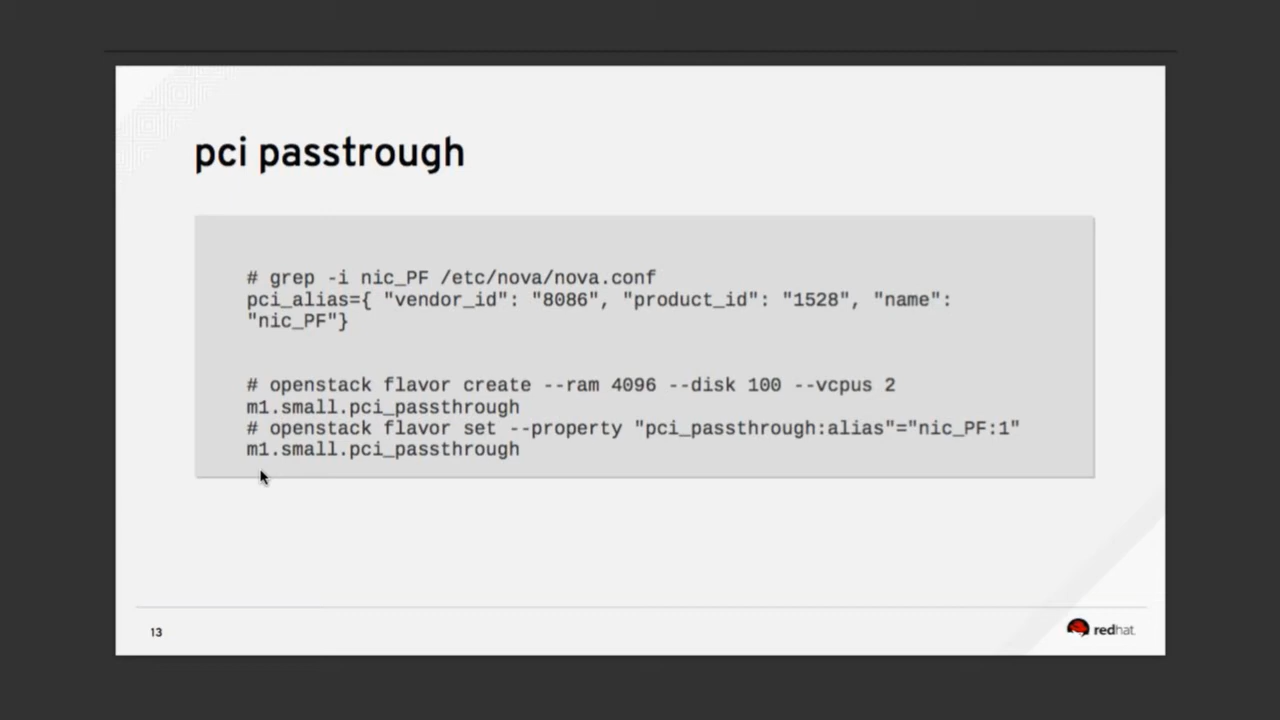 pci passtrough
# grep -i nic_PF /etc/nova/nova.conf
pci_alias={ "vendor_id": "8086", "product_id": "1528", "name":
"nic_PF"}
# openstack flavor create --ram 4096 --disk 100 --vcpus 2
m1.small.pci_passthrough
# openstack flavor set --property "pci_passthrough:alias"="nic_PF:1"
m1.small.pci_passthrough
13
redhat.